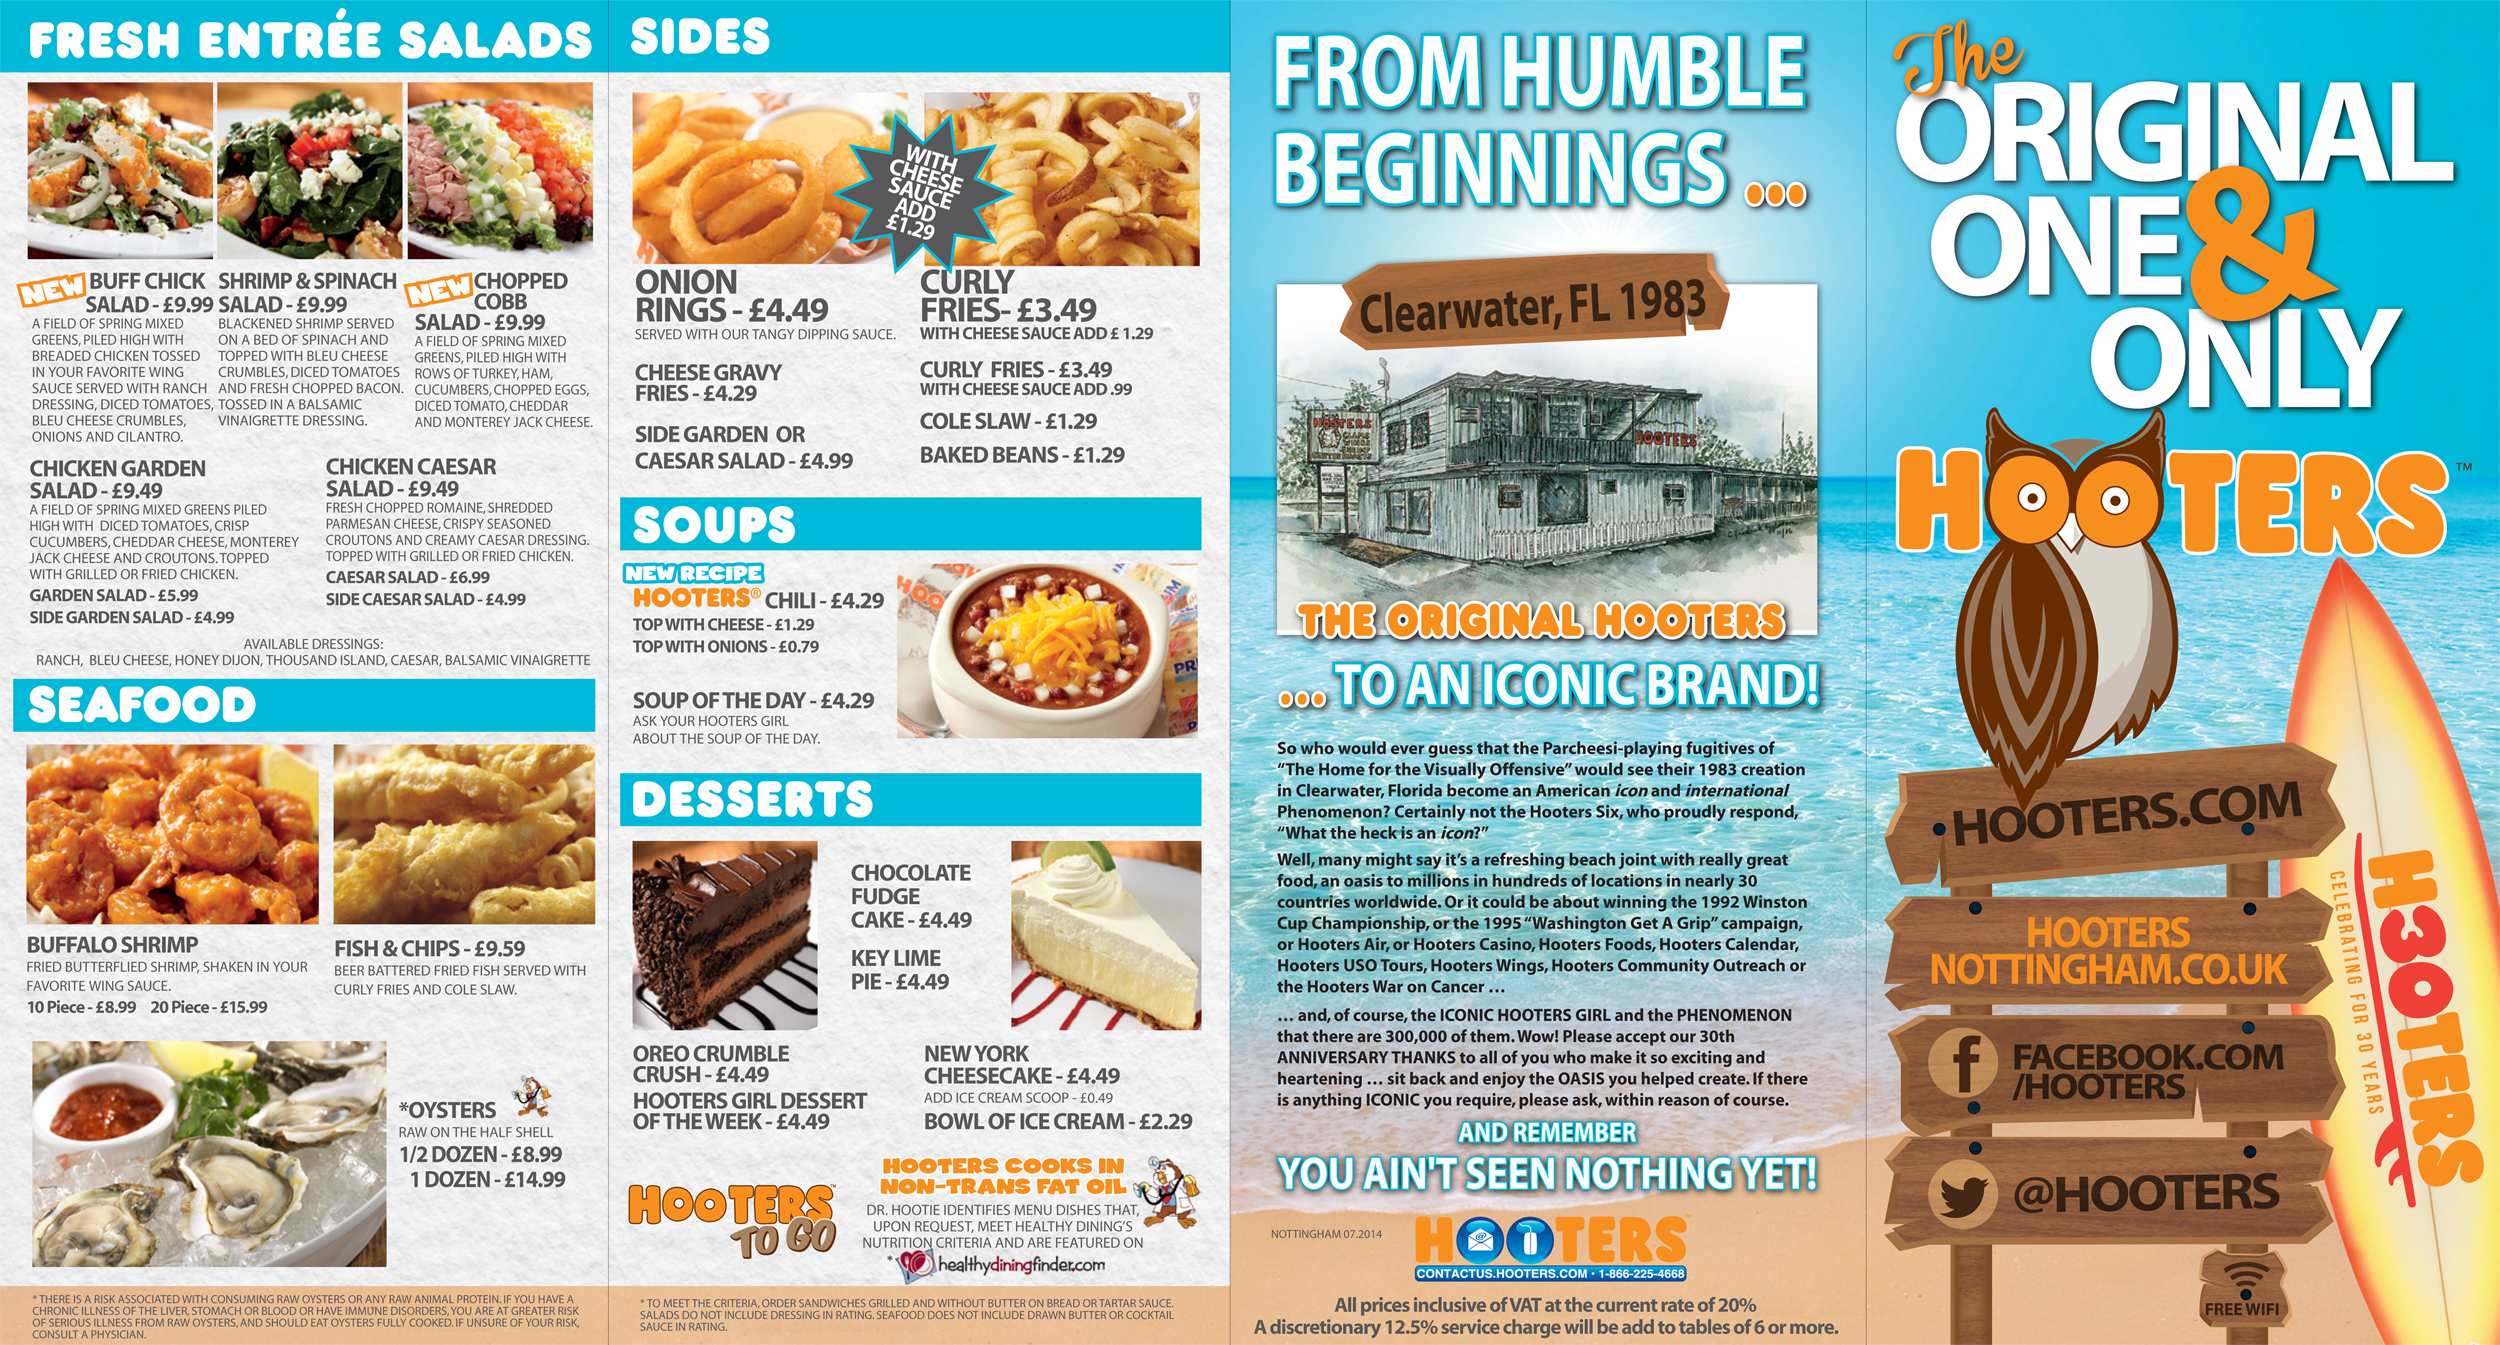 FRESH ENTRÉE SALADS
NEW BUFF CHICK
SALAD - £9.99
A FIELD OF SPRING MIXED
GREENS, PILED HIGH WITH
BREADED CHICKEN TOSSED
IN YOUR FAVORITE WING
SAUCE SERVED WITH RANCH
DRESSING, DICED TOMATOES,
BLEU CHEESE CRUMBLES,
ONIONS AND CILANTRO.
SHRIMP & SPINACH
SALAD - £9.99
BLACKENED SHRIMP SERVED
ON A BED OF SPINACH AND
TOPPED WITH BLEU CHEESE
CRUMBLES, DICED TOMATOES
AND FRESH CHOPPED BACON.
TOSSED IN A BALSAMIC
VINAIGRETTE DRESSING.
NEW CHOPPED
COBB
SALAD - £9.99
A FIELD OF SPRING MIXED
GREENS, PILED HIGH WITH
ROWS OF TURKEY, HAM,
CUCUMBERS, CHOPPED EGGS,
DICED TOMATO, CHEDDAR
AND MONTEREY JACK CHEESE.
CHICKEN GARDEN
SALAD - £9.49
A FIELD OF SPRING MIXED GREENS PILED
HIGH WITH DICED TOMATOES, CRISP
CUCUMBERS, CHEDDAR CHEESE, MONTEREY
JACK CHEESE AND CROUTONS. TOPPED
WITH GRILLED OR FRIED CHICKEN.
GARDEN SALAD - £5.99
SIDE GARDEN SALAD - £4.99
CHICKEN CAESAR
SALAD - £9.49
FRESH CHOPPED ROMAINE, SHREDDED
PARMESAN CHEESE, CRISPY SEASONED
CROUTONS AND CREAMY CAESAR DRESSING.
TOPPED WITH GRILLED OR FRIED CHICKEN.
CAESAR SALAD - £6.99
SIDE CAESAR SALAD - £4.99
AVAILABLE DRESSINGS:
RANCH, BLEU CHEESE, HONEY DIJON, THOUSAND ISLAND, CAESAR, BALSAMIC VINAIGRETTE
SEAFOOD
BUFFALO SHRIMP
FRIED BUTTERFLIED SHRIMP, SHAKEN IN YOUR
FAVORITE WING SAUCE.
10 Piece - £8.99 20 Piece - £15.99
FISH & CHIPS - £9.59
BEER BATTERED FRIED FISH SERVED WITH
CURLY FRIES AND COLE SLAW.
*OYSTERS
RAW ON THE HALF SHELL
1/2 DOZEN - £8.99
1 DOZEN - £14.99
* THERE IS A RISK ASSOCIATED WITH CONSUMING RAW OYSTERS OR ANY RAW ANIMAL PROTEIN. IF YOU HAVE A
CHRONIC ILLNESS OF THE LIVER, STOMACH OR BLOOD OR HAVE IMMUNE DISORDERS, YOU ARE AT GREATER RISK
OF SERIOUS ILLNESS FROM RAW OYSTERS, AND SHOULD EAT OYSTERS FULLY COOKED. IF UNSURE OF YOUR RISK,
CONSULT A PHYSICIAN.
SIDES
WITH
CHEESE
SAUCE
ADD
£1.29
ONION
RINGS - £4.49
SERVED WITH OUR TANGY DIPPING SAUCE.
CHEESE GRAVY
FRIES - £4.29
SIDE GARDEN OR
CAESAR SALAD - £4.99
CURLY
FRIES- £3.49
WITH CHEESE SAUCE ADD £ 1.29
CURLY FRIES - £3.49
WITH CHEESE SAUCE ADD .99
COLE SLAW - £1.29
BAKED BEANS - £1.29
SOUPS
NEW RECIPE
HOOTERS® CHILI - £4.29
TOP WITH CHEESE - £1.29
TOP WITH ONIONS - £0.79
SOUP OF THE DAY - £4.29
ASK YOUR HOOTERS GIRL
ABOUT THE SOUP OF THE DAY.
DESSERTS
CHOCOLATE
FUDGE
CAKE - £4.49
KEY LIME
PIE - £4.49
OREO CRUMBLE
CRUSH - £4.49
HOOTERS GIRL DESSERT
OF THE WEEK - £4.49
NEW YORK
CHEESECAKE - £4.49
ADD ICE CREAM SCOOP - £0.49
BOWL OF ICE CREAM - £2.29
HOOTERS™
TO GO
HOOTERS COOKS IN
NON-TRANS FAT OIL
DR. HOOTIE IDENTIFIES MENU DISHES THAT,
UPON REQUEST, MEET HEALTHY DINING'S
NUTRITION CRITERIA AND ARE FEATURED ON
* healthydiningfinder.com
* TO MEET THE CRITERIA, ORDER SANDWICHES GRILLED AND WITHOUT BUTTER ON BREAD OR TARTAR SAUCE.
SALADS DO NOT INCLUDE DRESSING IN RATING. SEAFOOD DOES NOT INCLUDE DRAWN BUTTER OR COCKTAIL
SAUCE IN RATING.
FROM HUMBLE
BEGINNINGS ...
Clearwater, FL 1983
HOOTERS
HOOTERS
THE ORIGINAL HOOTERS
... TO AN ICONIC BRAND!
So who would ever guess that the Parcheesi-playing fugitives of
“The Home for the Visually Offensive” would see their 1983 creation
in Clearwater, Florida become an American icon and international
Phenomenon? Certainly not the Hooters Six, who proudly respond,
“What the heck is an icon?”
Well, many might say it's a refreshing beach joint with really great
food, an oasis to millions in hundreds of locations in nearly 30
countries worldwide. Or it could be about winning the 1992 Winston
Cup Championship, or the 1995 “Washington Get A Grip” campaign,
or Hooters Air, or Hooters Casino, Hooters Foods, Hooters Calendar,
Hooters USO Tours, Hooters Wings, Hooters Community Outreach or
the Hooters War on Cancer ...
... and, of course, the ICONIC HOOTERS GIRL and the PHENOMENON
that there are 300,000 of them. Wow! Please accept our 30th
ANNIVERSARY THANKS to all of you who make it so exciting and
heartening ... sit back and enjoy the OASIS you helped create. If there
is anything ICONIC you require, please ask, within reason of course.
AND REMEMBER
YOU AIN'T SEEN NOTHING YET!
NOTTINGHAM 07.2014
HOOTERS
CONTACTUS.HOOTERS.COM • 1-866-225-4668
All prices inclusive of VAT at the current rate of 20%
A discretionary 12.5% service charge will be add to tables of 6 or more.
The
ORIGINAL
ONE &
ONLY
HOOTERS™
HOOTERS.COM
HOOTERS
NOTTINGHAM.CO.UK
FACEBOOK.COM
/HOOTERS
@HOOTERS
FREE WIFI
H3OTERS
CELEBRATING FOR 30 YEARS